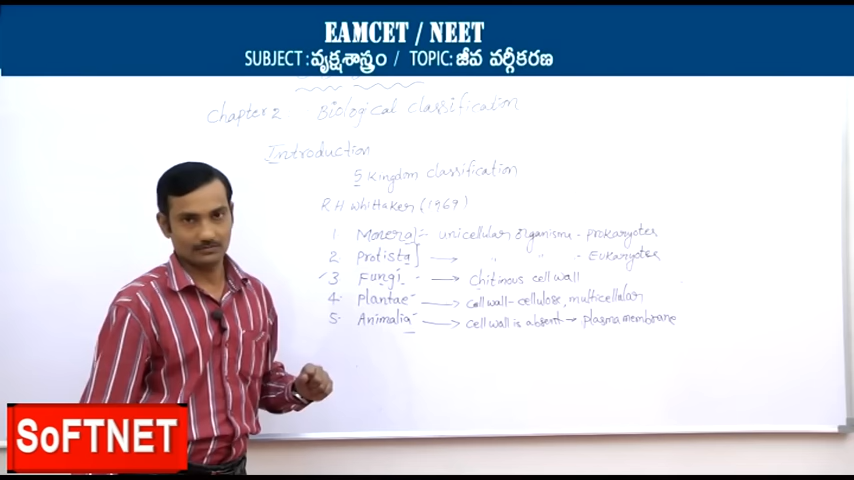 EAMCET / NEET
SUBJECT : వృక్షశాస్త్రం / TOPIC: జీవ వర్గీకరణ
Chapter 2 Biological classification
Introduction
5 Kingdom classification
R.H Whittaker (1969)
1 Monera - unicellular organisms - prokaryotes
2 Protista → " " - Eukaryotes
3 Fungi → chitinous cell wall
4. Plantae → cell wall - cellulose, multicellular
5. Animalia → cell wall is absent → plasma membrane
SoFTNET